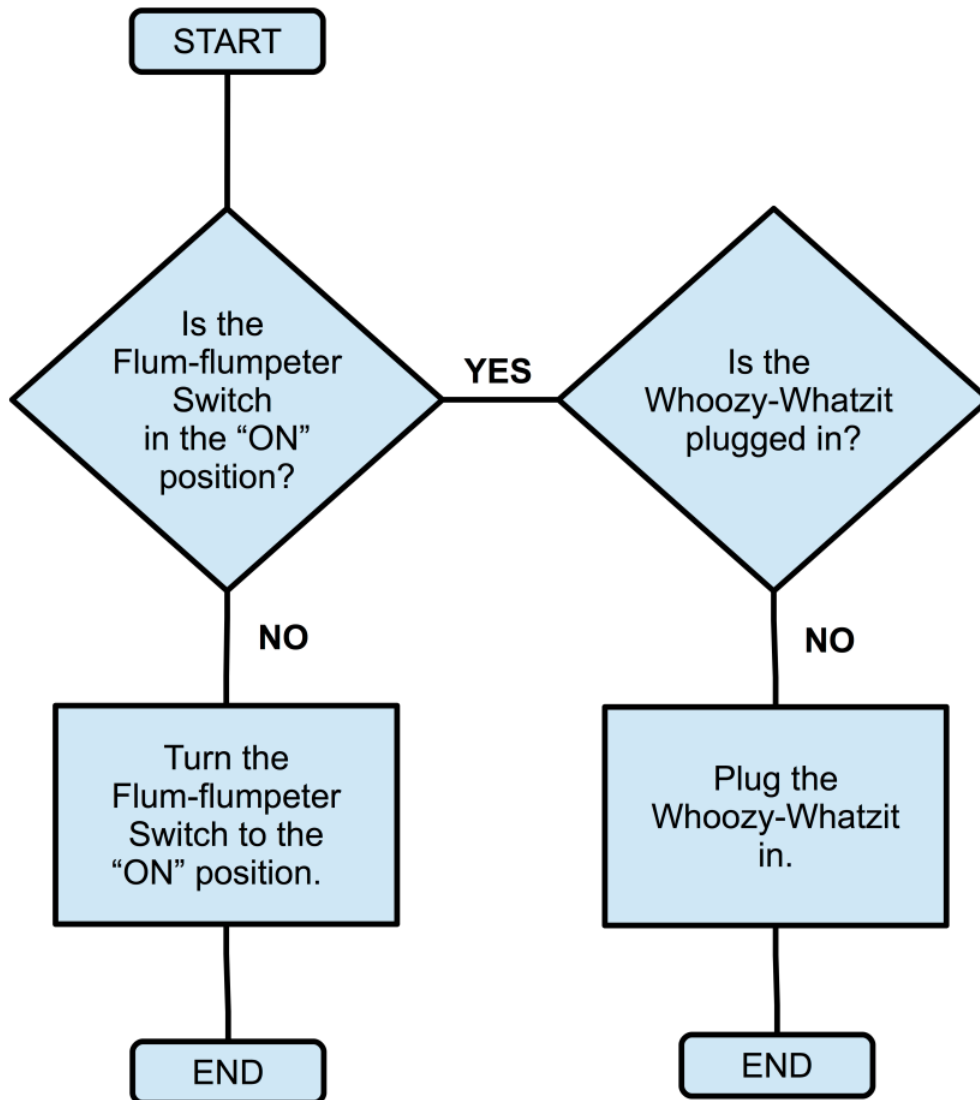 START
Is the
Flum-flumpeter
Switch
in the “ON”
position?
YES
Is the
Whoozy-Whatzit
plugged in?
NO
Turn the
Flum-flumpeter
Switch to the
“ON” position.
END
NO
Plug the
Whoozy-Whatzit
in.
END